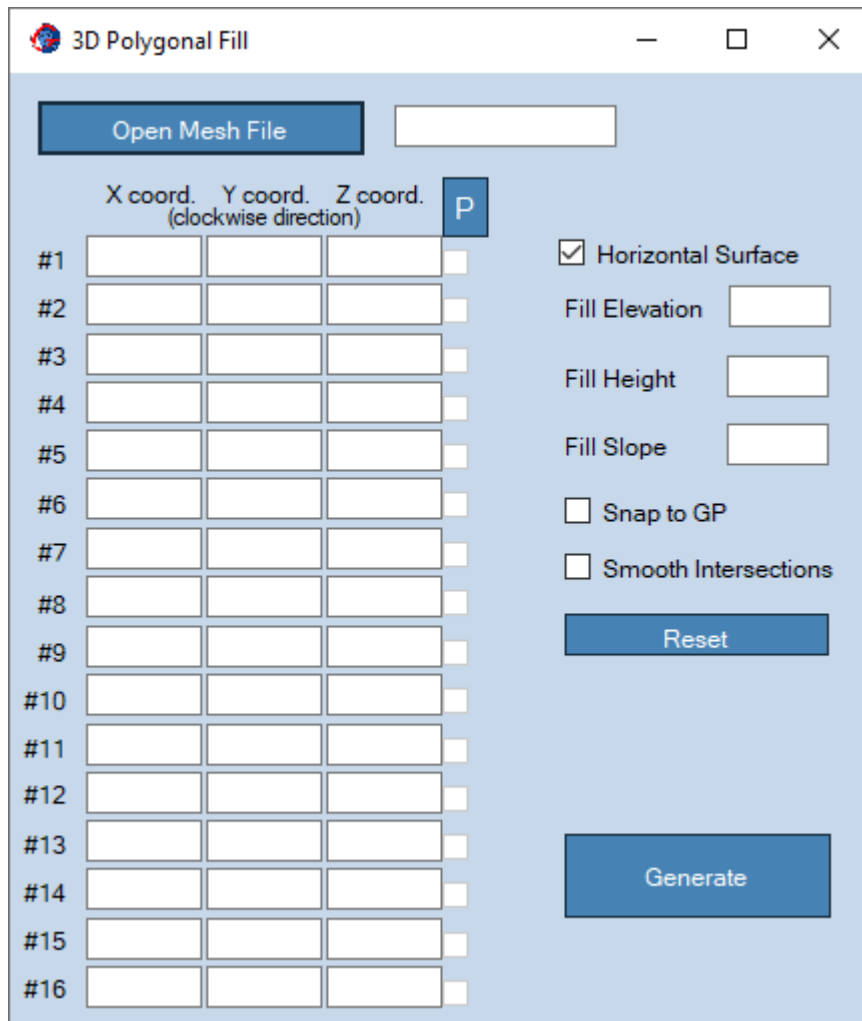 3D Polygonal Fill
Open Mesh File
X coord. Y coord. Z coord. P
(clockwise direction)
#1
#2
#3
#4
#5
#6
#7
#8
#9
#10
#11
#12
#13
#14
#15
#16
Horizontal Surface
Fill Elevation
Fill Height
Fill Slope
Snap to GP
Smooth Intersections
Reset
Generate